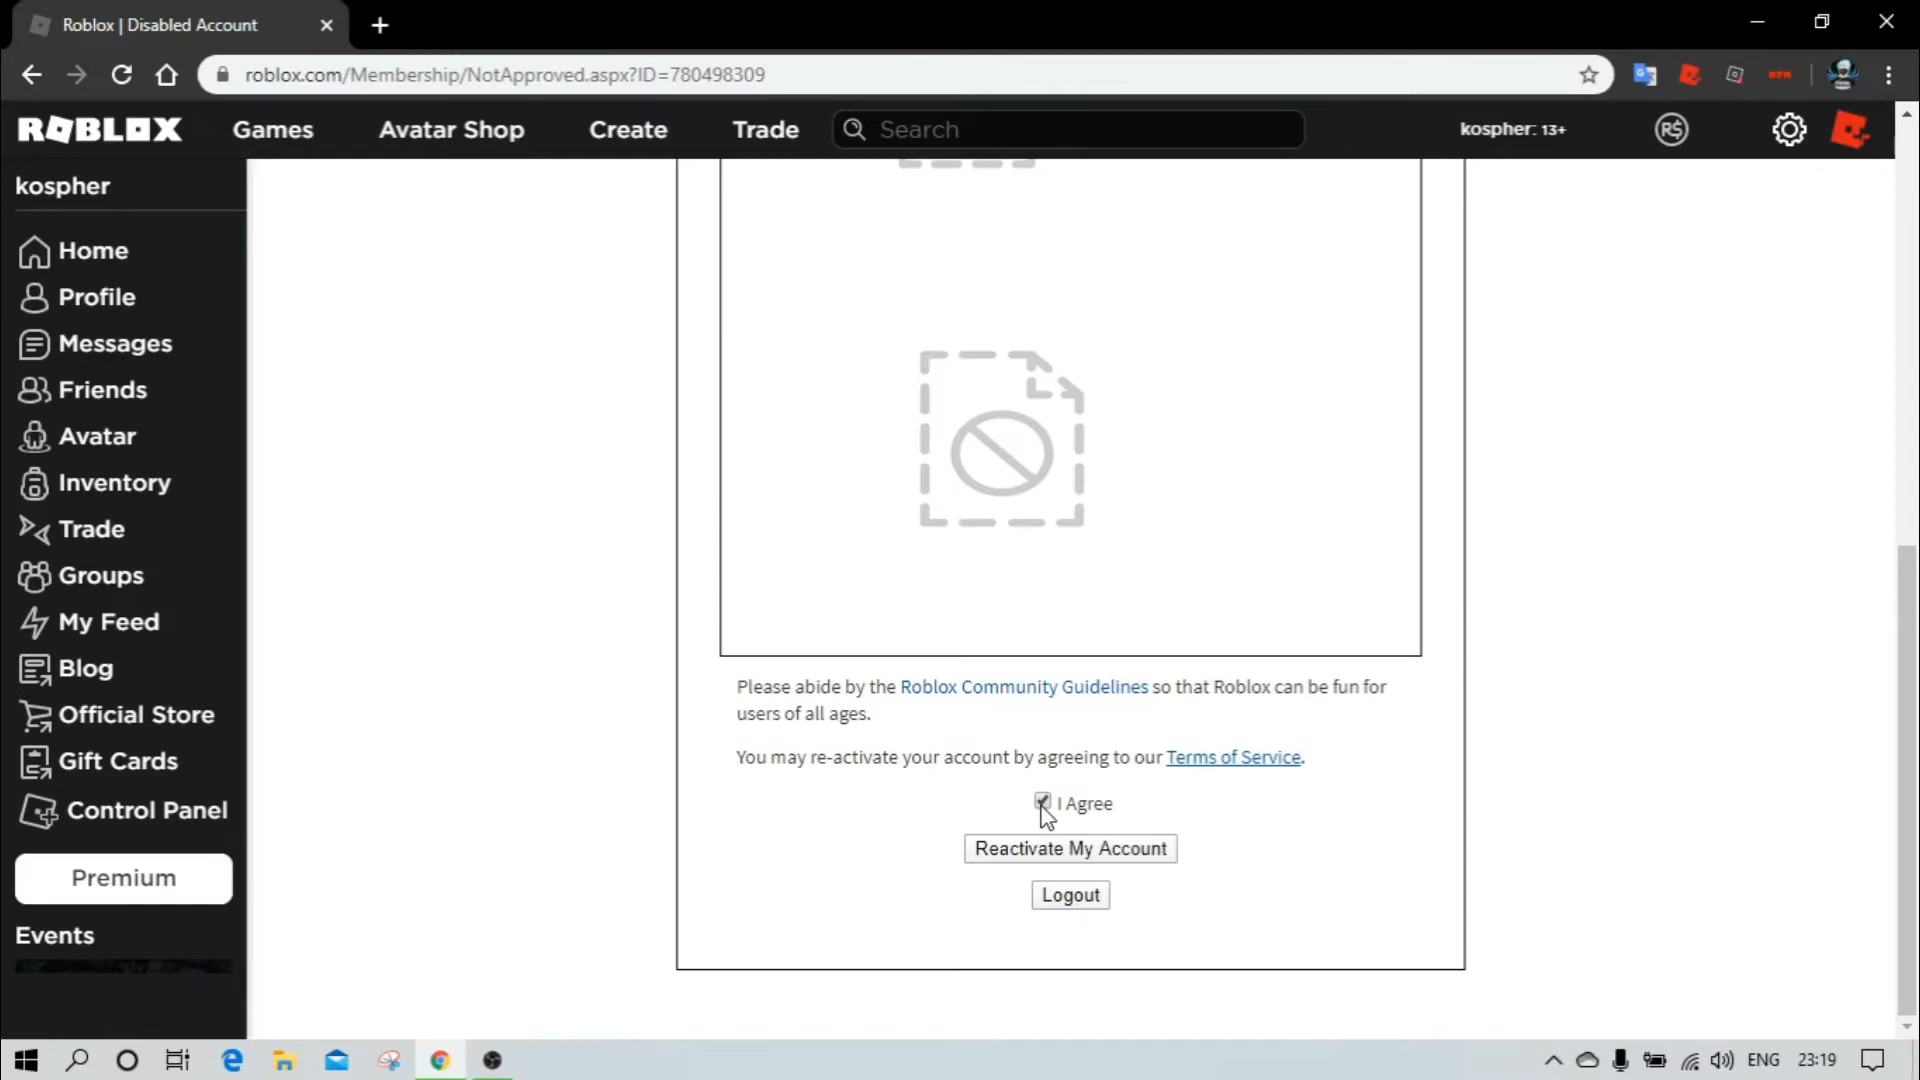 Roblox | Disabled Account
roblox.com/Membership/NotApproved.aspx?ID=780498309
ROBLOX
Games
Avatar Shop
Create
Trade
Search
kospher: 13+
R$
kospher
Home
Profile
Messages
Friends
Avatar
Inventory
Trade
Groups
My Feed
Blog
Official Store
Gift Cards
Control Panel
Premium
Events
Please abide by the Roblox Community Guidelines so that Roblox can be fun for
users of all ages.
You may re-activate your account by agreeing to our Terms of Service.
I Agree
Reactivate My Account
Logout
ENG
23:19